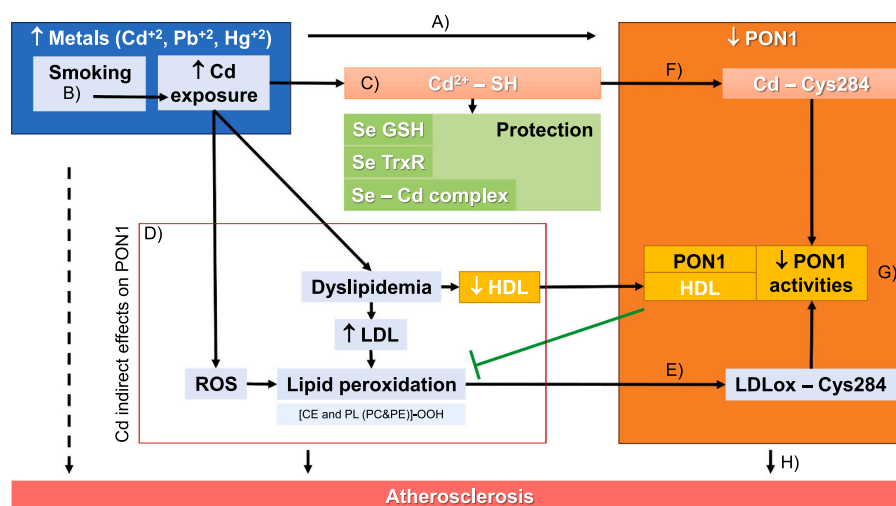 A)
↑ Metals (Cd⁺², Pb⁺², Hg⁺²)
↓ PON1
Smoking
B)
↑ Cd
exposure
C)
Cd²⁺ – SH
F)
Cd – Cys284
Se GSH
Protection
Se TrxR
Se – Cd complex
Cd indirect effects on PON1
D)
Dyslipidemia
↓ HDL
PON1
HDL
↓ PON1
activities
G)
↑ LDL
ROS
Lipid peroxidation
E)
LDLox – Cys284
[CE and PL (PC&PE)]-OOH
H)
Atherosclerosis